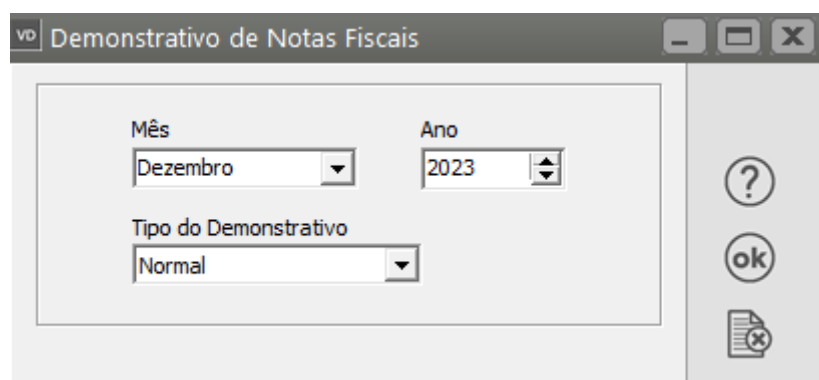 VD Demonstrativo de Notas Fiscais
Mês Ano
Dezembro 2023
Tipo do Demonstrativo
Normal
?
ok